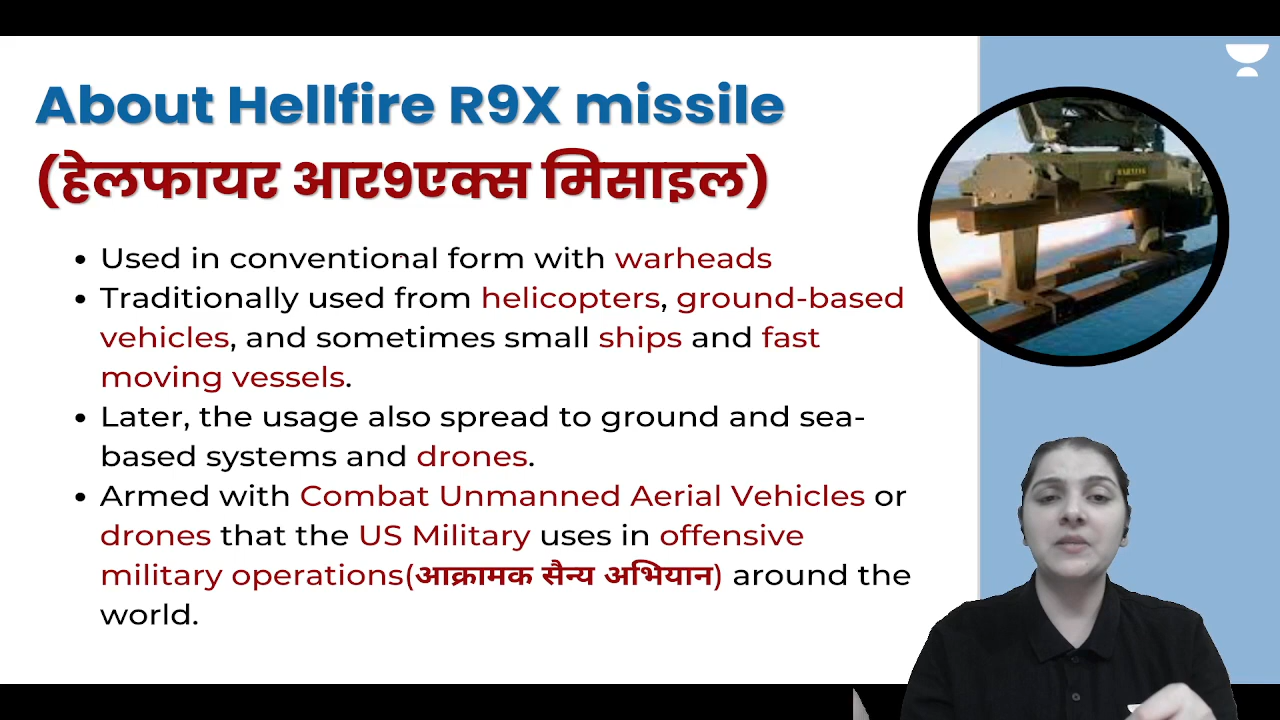 About Hellfire R9X missile
(हेलफायर आर9एक्स मिसाइल)
• Used in conventional form with warheads
• Traditionally used from helicopters, ground-based
vehicles, and sometimes small ships and fast
moving vessels.
• Later, the usage also spread to ground and sea-
based systems and drones.
• Armed with Combat Unmanned Aerial Vehicles or
drones that the US Military uses in offensive
military operations(आक्रामक सैन्य अभियान) around the
world.
WARNING